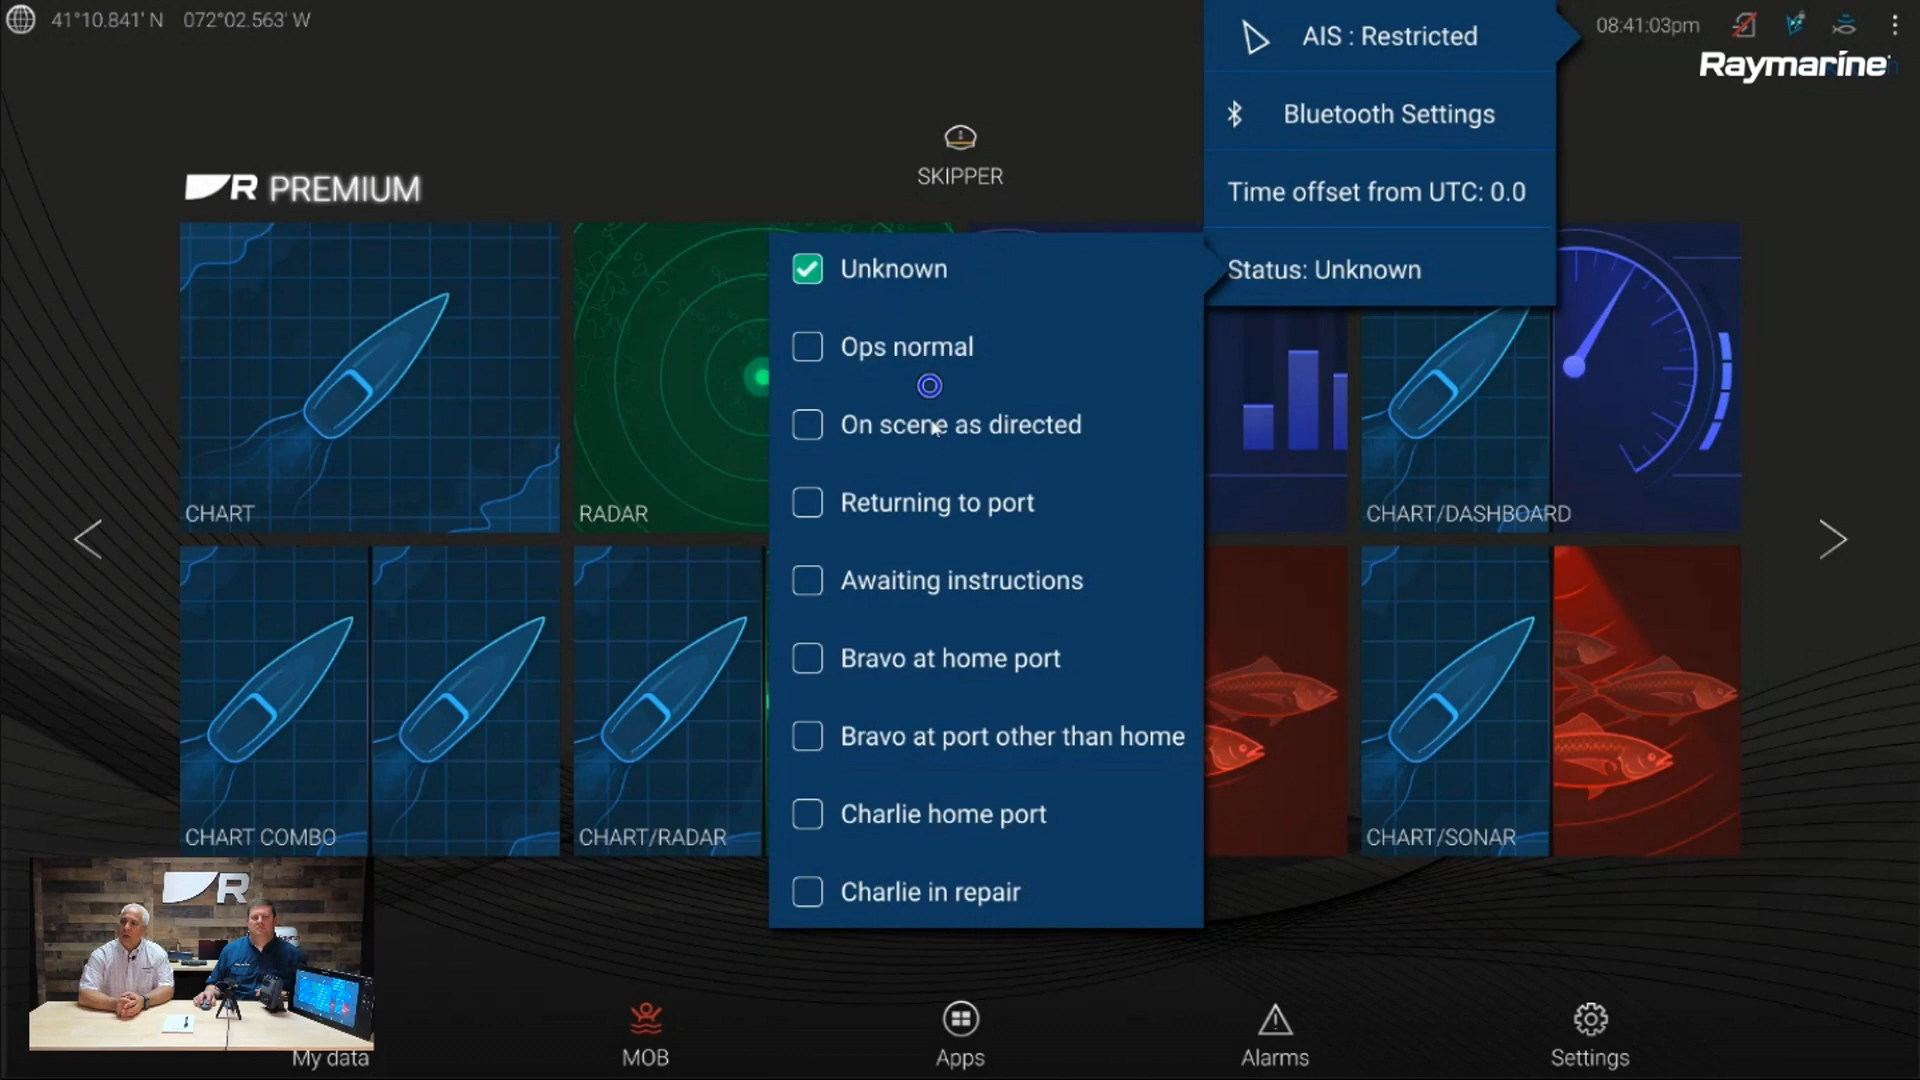 41°10.841' N 072°02.563' W
AIS : Restricted
08:41:03pm
Raymarine
Bluetooth Settings
SKIPPER
R PREMIUM
Time offset from UTC: 0.0
Status: Unknown
Unknown
Ops normal
On scene as directed
Returning to port
Awaiting instructions
Bravo at home port
Bravo at port other than home
Charlie home port
Charlie in repair
CHART
RADAR
CHART/DASHBOARD
CHART COMBO
CHART/RADAR
CHART/SONAR
R
My data
MOB
Apps
Alarms
Settings